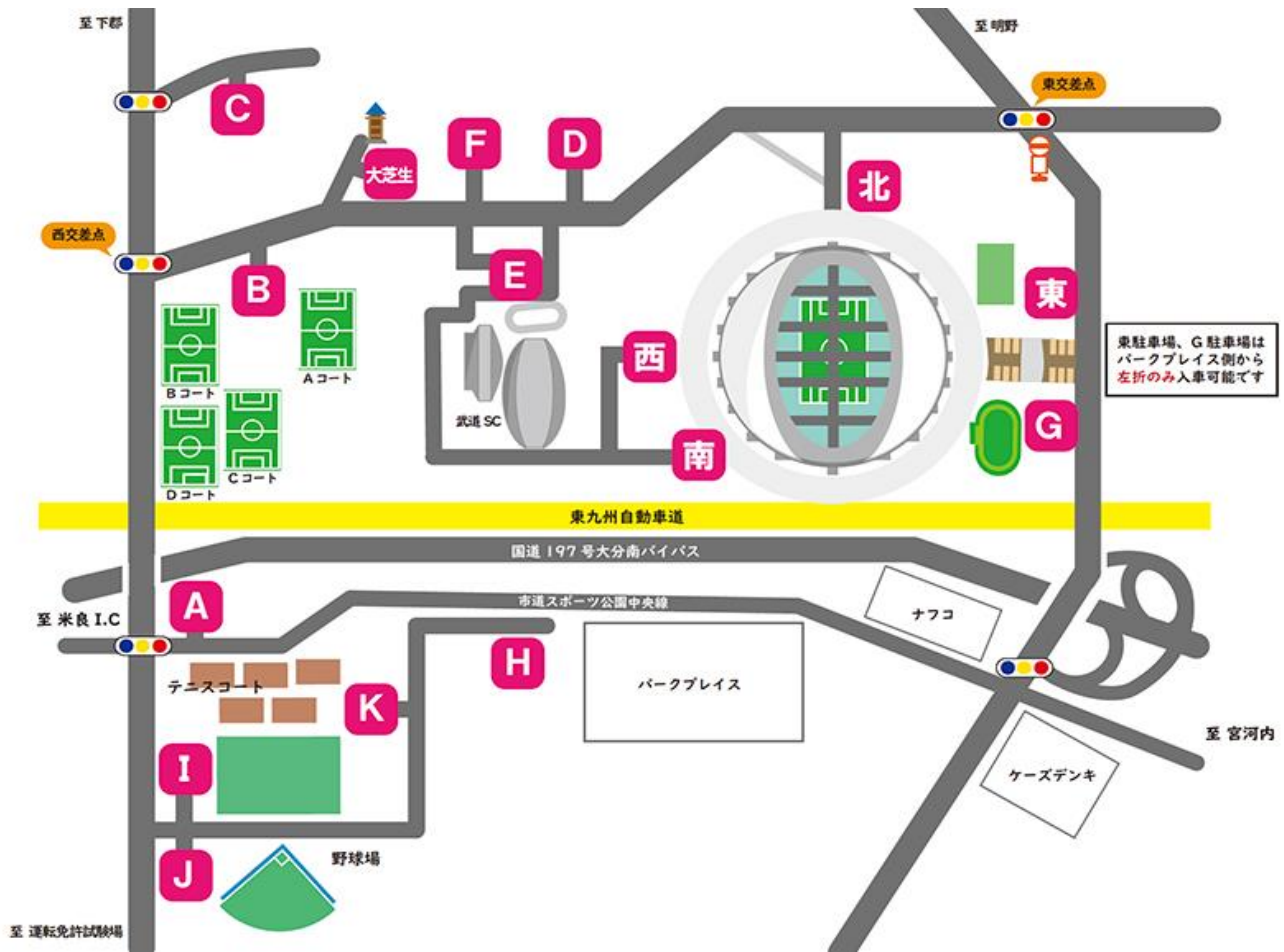 至 下郡
至 明野
東交差点
C
F
D
大芝生
北
西交差点
B
E
東
東駐車場、G 駐車場は
パークプレイス側から
左折のみ入車可能です
西
Aコート
Bコート
武道 SC
G
南
Cコート
Dコート
東九州自動車道
国道 197 号大分南バイパス
市道スポーツ公園中央線
至 米良 I.C
A
ナフコ
H
パークプレイス
テニスコート
K
至 宮河内
I
ケーズデンキ
J
野球場
至 運転免許試験場